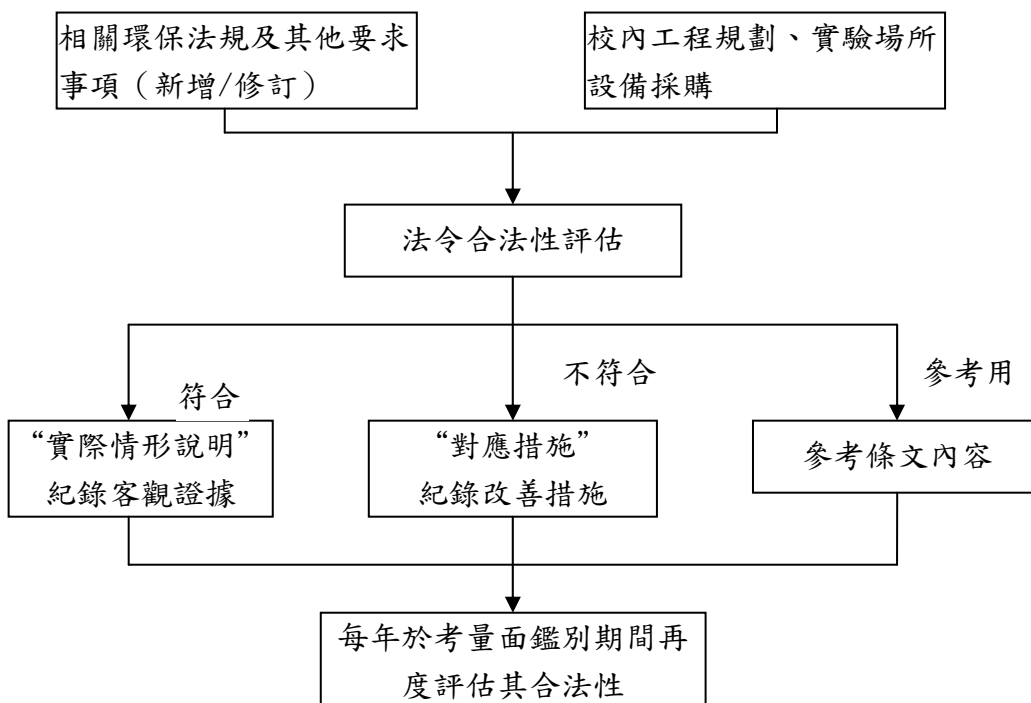 相關環保法規及其他要求
事項（新增/修訂）
校內工程規劃、實驗場所
設備採購
法令合法性評估
符合
不符合
參考用
“實際情形說明”
紀錄客觀證據
“對應措施”
紀錄改善措施
參考條文內容
每年於考量面鑑別期間再
度評估其合法性